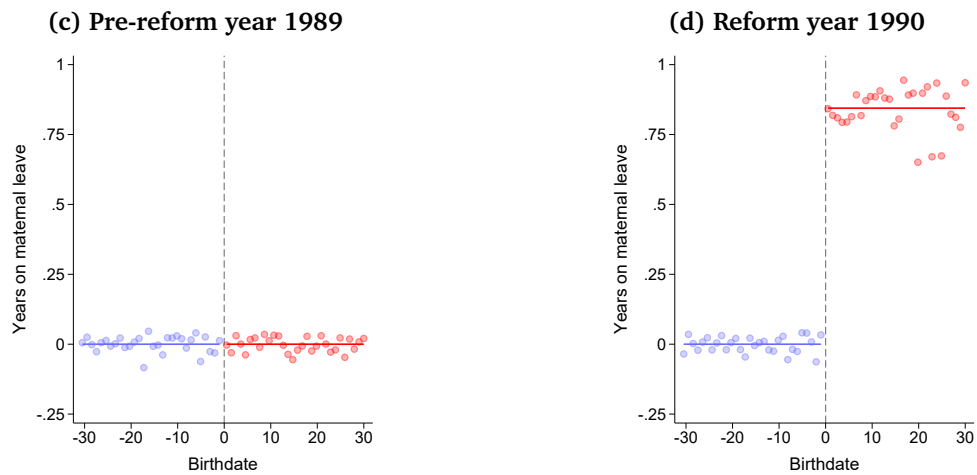 (c) Pre-reform year 1989
Years on maternal leave
1
.75
.5
.25
0
-.25
-30 -20 -10 0 10 20 30
Birthdate
(d) Reform year 1990
Years on maternal leave
1
.75
.5
.25
0
-.25
-30 -20 -10 0 10 20 30
Birthdate